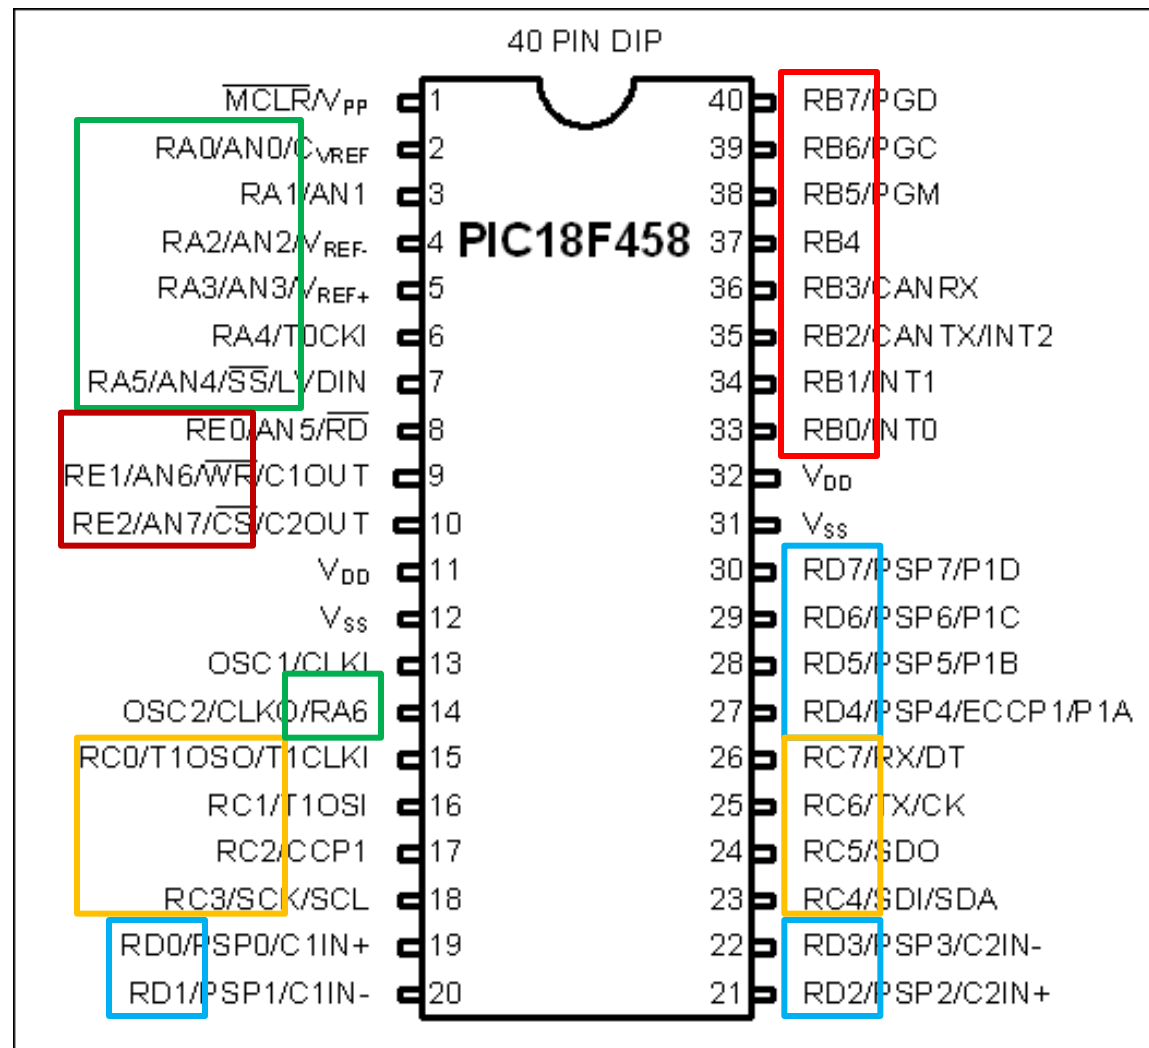 40 PIN DIP
MCLR/VPP 1 40 RB7/PGD
RA0/AN0/CVREF 2 39 RB6/PGC
RA1/AN1 3 38 RB5/PGM
RA2/AN2/VREF- 4 PIC18F458 37 RB4
RA3/AN3/VREF+ 5 36 RB3/CANRX
RA4/T0CKI 6 35 RB2/CANTX/INT2
RA5/AN4/SS/LVDIN 7 34 RB1/INT1
RE0/AN5/RD 8 33 RB0/INT0
RE1/AN6/WR/C1OUT 9 32 VDD
RE2/AN7/CS/C2OUT 10 31 VSS
VDD 11 30 RD7/PSP7/P1D
VSS 12 29 RD6/PSP6/P1C
OSC1/CLKI 13 28 RD5/PSP5/P1B
OSC2/CLKO/RA6 14 27 RD4/PSP4/ECCP1/P1A
RC0/T1OSO/T1CLKI 15 26 RC7/RX/DT
RC1/T1OSI 16 25 RC6/TX/CK
RC2/CCP1 17 24 RC5/SDO
RC3/SCK/SCL 18 23 RC4/SDI/SDA
RD0/PSP0/C1IN+ 19 22 RD3/PSP3/C2IN-
RD1/PSP1/C1IN- 20 21 RD2/PSP2/C2IN+